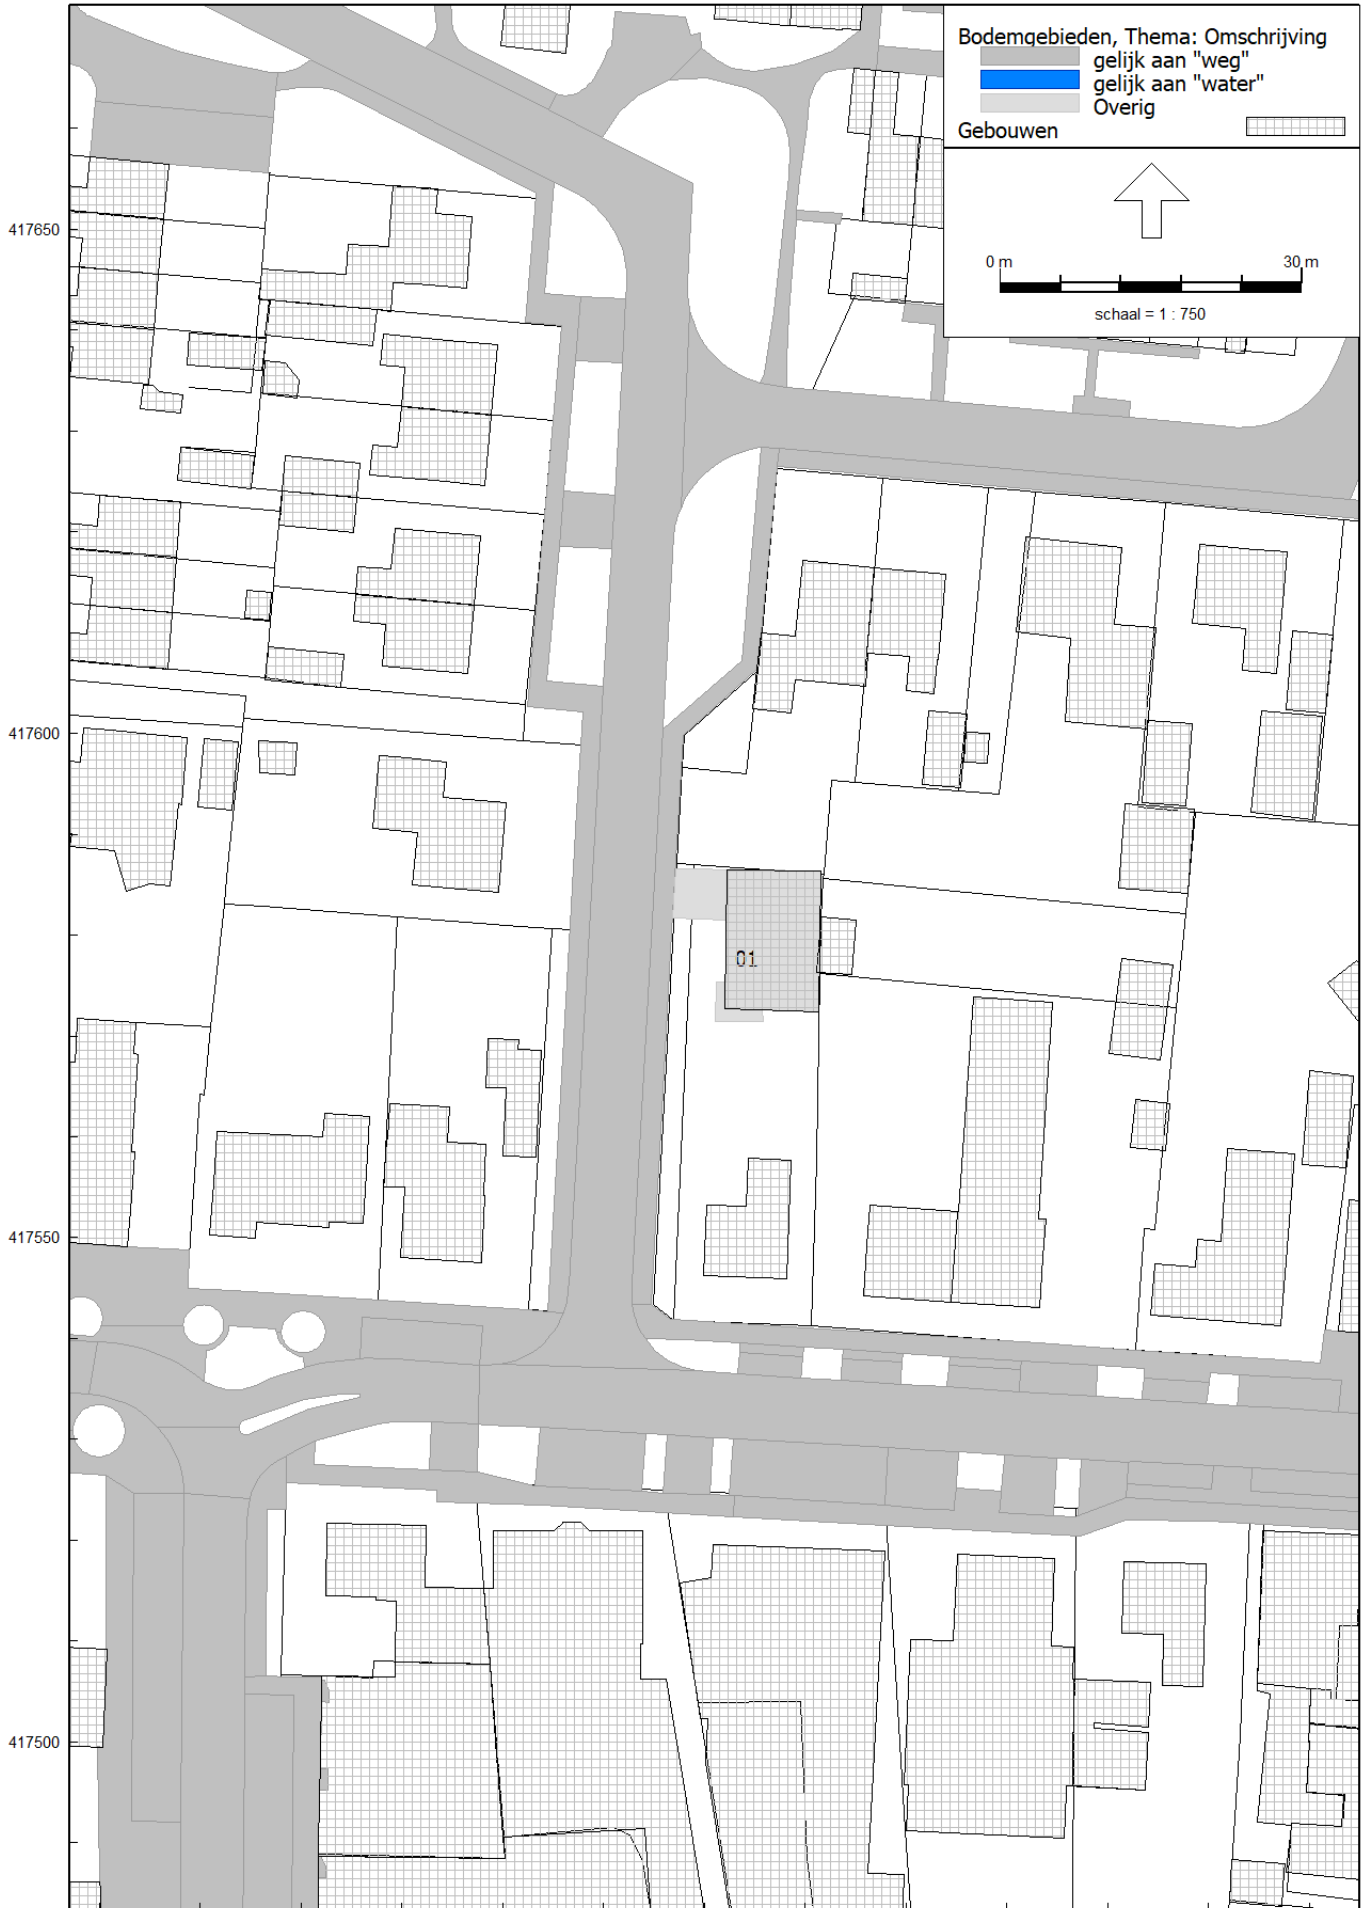 Bodemgebieden, Thema: Omschrijving
gelijk aan "weg"
gelijk aan "water"
Overig
Gebouwen
0 m 30 m
schaal = 1 : 750
417650
417600
01
417550
417500